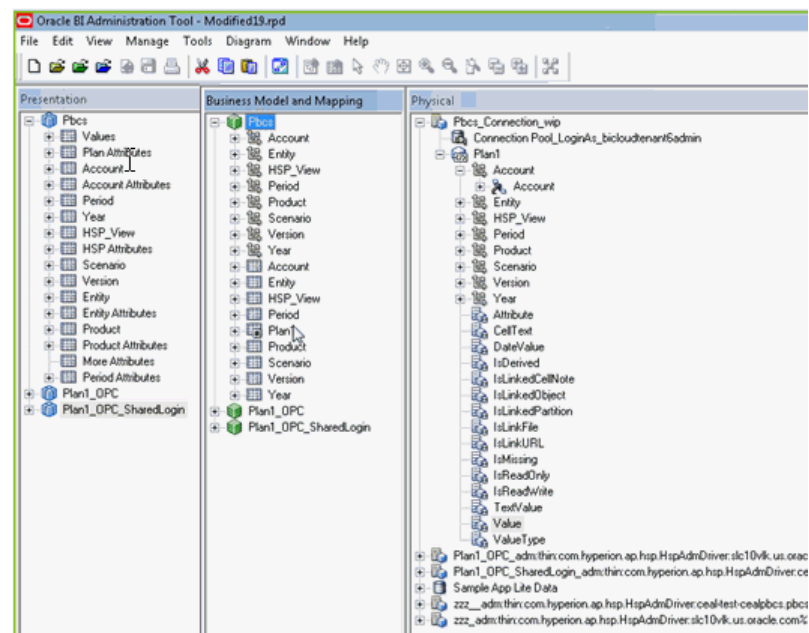 Oracle BI Administration Tool - Modified19.rpd
File Edit View Manage Tools Diagram Window Help
Presentation
Pbcs
Values
Plan Attributes
Account
Account Attributes
Period
Year
HSP_View
HSP Attributes
Scenario
Version
Entity
Entity Attributes
Product
Product Attributes
More Attributes
Period Attributes
Plan1_OPC
Plan1_OPC_SharedLogin
Business Model and Mapping
Pbcs
Account
Entity
HSP_View
Period
Product
Scenario
Version
Year
Account
Entity
HSP_View
Period
Plan1
Product
Scenario
Version
Year
Plan1_OPC
Plan1_OPC_SharedLogin
Physical
Pbcs_Connection_wip
Connection Pool_LoginAs_bicloudtenant6admin
Plan1
Account
Account
Entity
HSP_View
Period
Product
Scenario
Version
Year
Attribute
CellText
DateValue
IsDerived
IsLinkedCellNote
IsLinkedObject
IsLinkedPartition
IsLinkFile
IsLinkURL
IsMissing
IsReadOnly
IsReadWrite
TextValue
Value
ValueType
Plan1_OPC_adm:thin:com.hyperion.ap.hsp.HspAdmDriver:slc10vlk.us.orac
Plan1_OPC_SharedLogin_adm:thin:com.hyperion.ap.hsp.HspAdmDriver:ce
Sample App Lite Data
zzz__adm:thin:com.hyperion.ap.hsp.HspAdmDriver:ceal-test-cealpbcs.pbcs
zzz_adm:thin:com.hyperion.ap.hsp.HspAdmDriver:slc10vlk.us.oracle.com%